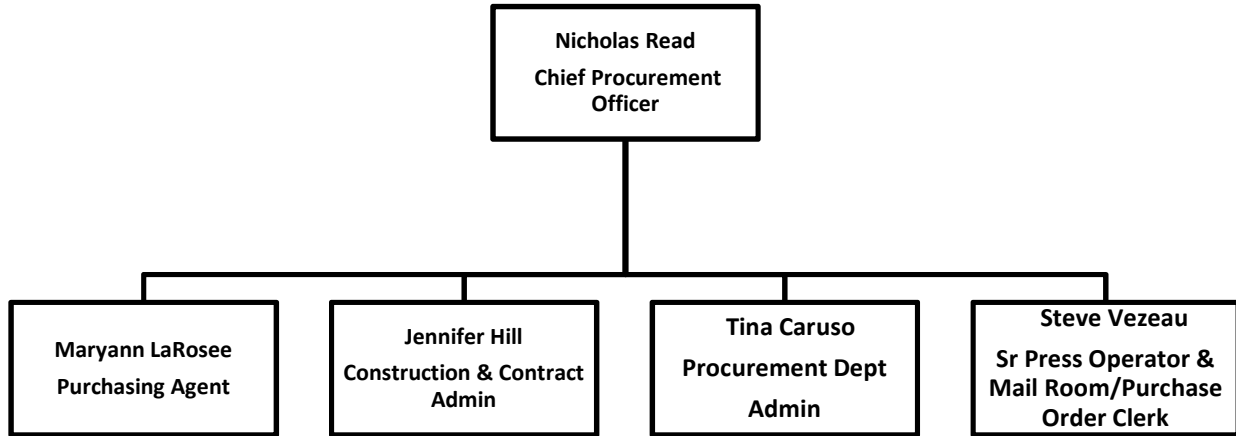 Nicholas Read
Chief Procurement
Officer
Maryann LaRosee
Purchasing Agent
Jennifer Hill
Construction & Contract
Admin
Tina Caruso
Procurement Dept
Admin
Steve Vezeau
Sr Press Operator &
Mail Room/Purchase
Order Clerk